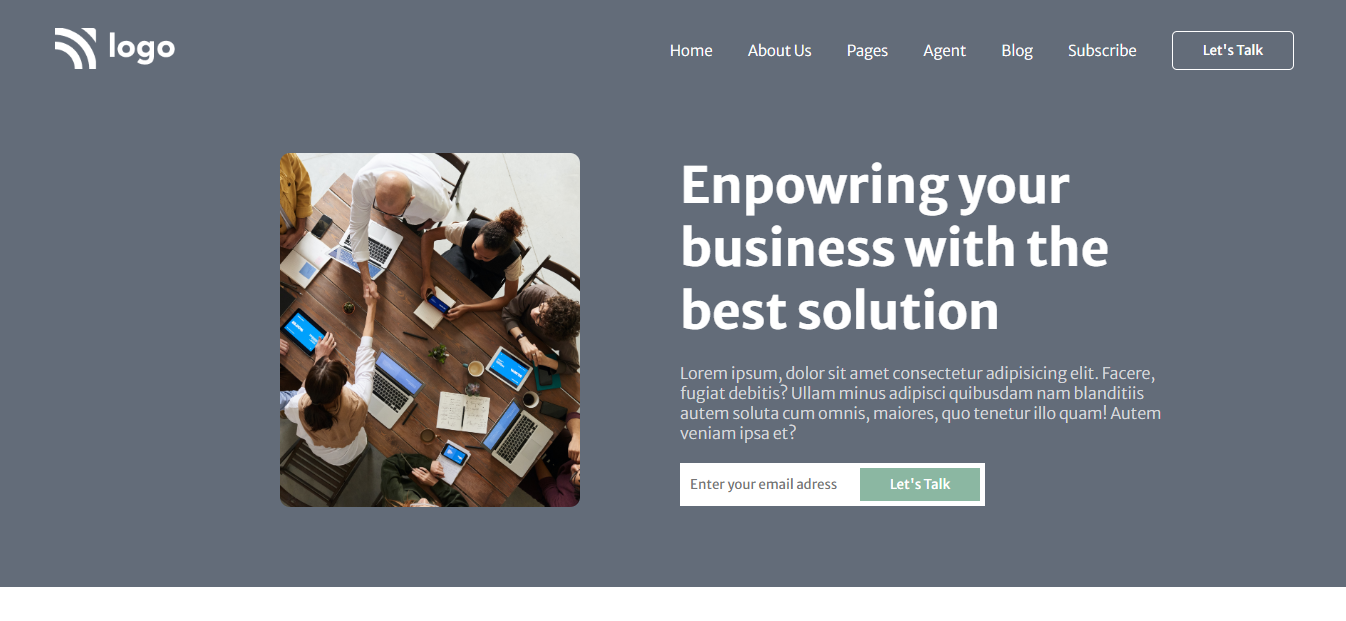 logo
Home About Us Pages Agent Blog Subscribe Let's Talk
Enpowring your
business with the
best solution
Lorem ipsum, dolor sit amet consectetur adipisicing elit. Facere,
fugiat debitis? Ullam minus adipisci quibusdam nam blanditiis
autem soluta cum omnis, maiores, quo tenetur illo quam! Autem
veniam ipsa et?
Enter your email adress Let's Talk